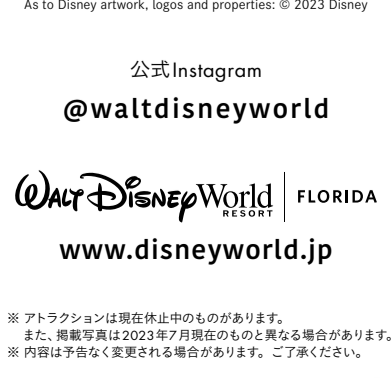 As to Disney artwork, logos and properties: © 2023 Disney
公式Instagram
@waltdisneyworld
WALT DISNEY World RESORT | FLORIDA
www.disneyworld.jp
※ アトラクションは現在休止中のものがあります。
また、掲載写真は2023年7月現在のものと異なる場合があります。
※ 内容は予告なく変更される場合があります。ご了承ください。